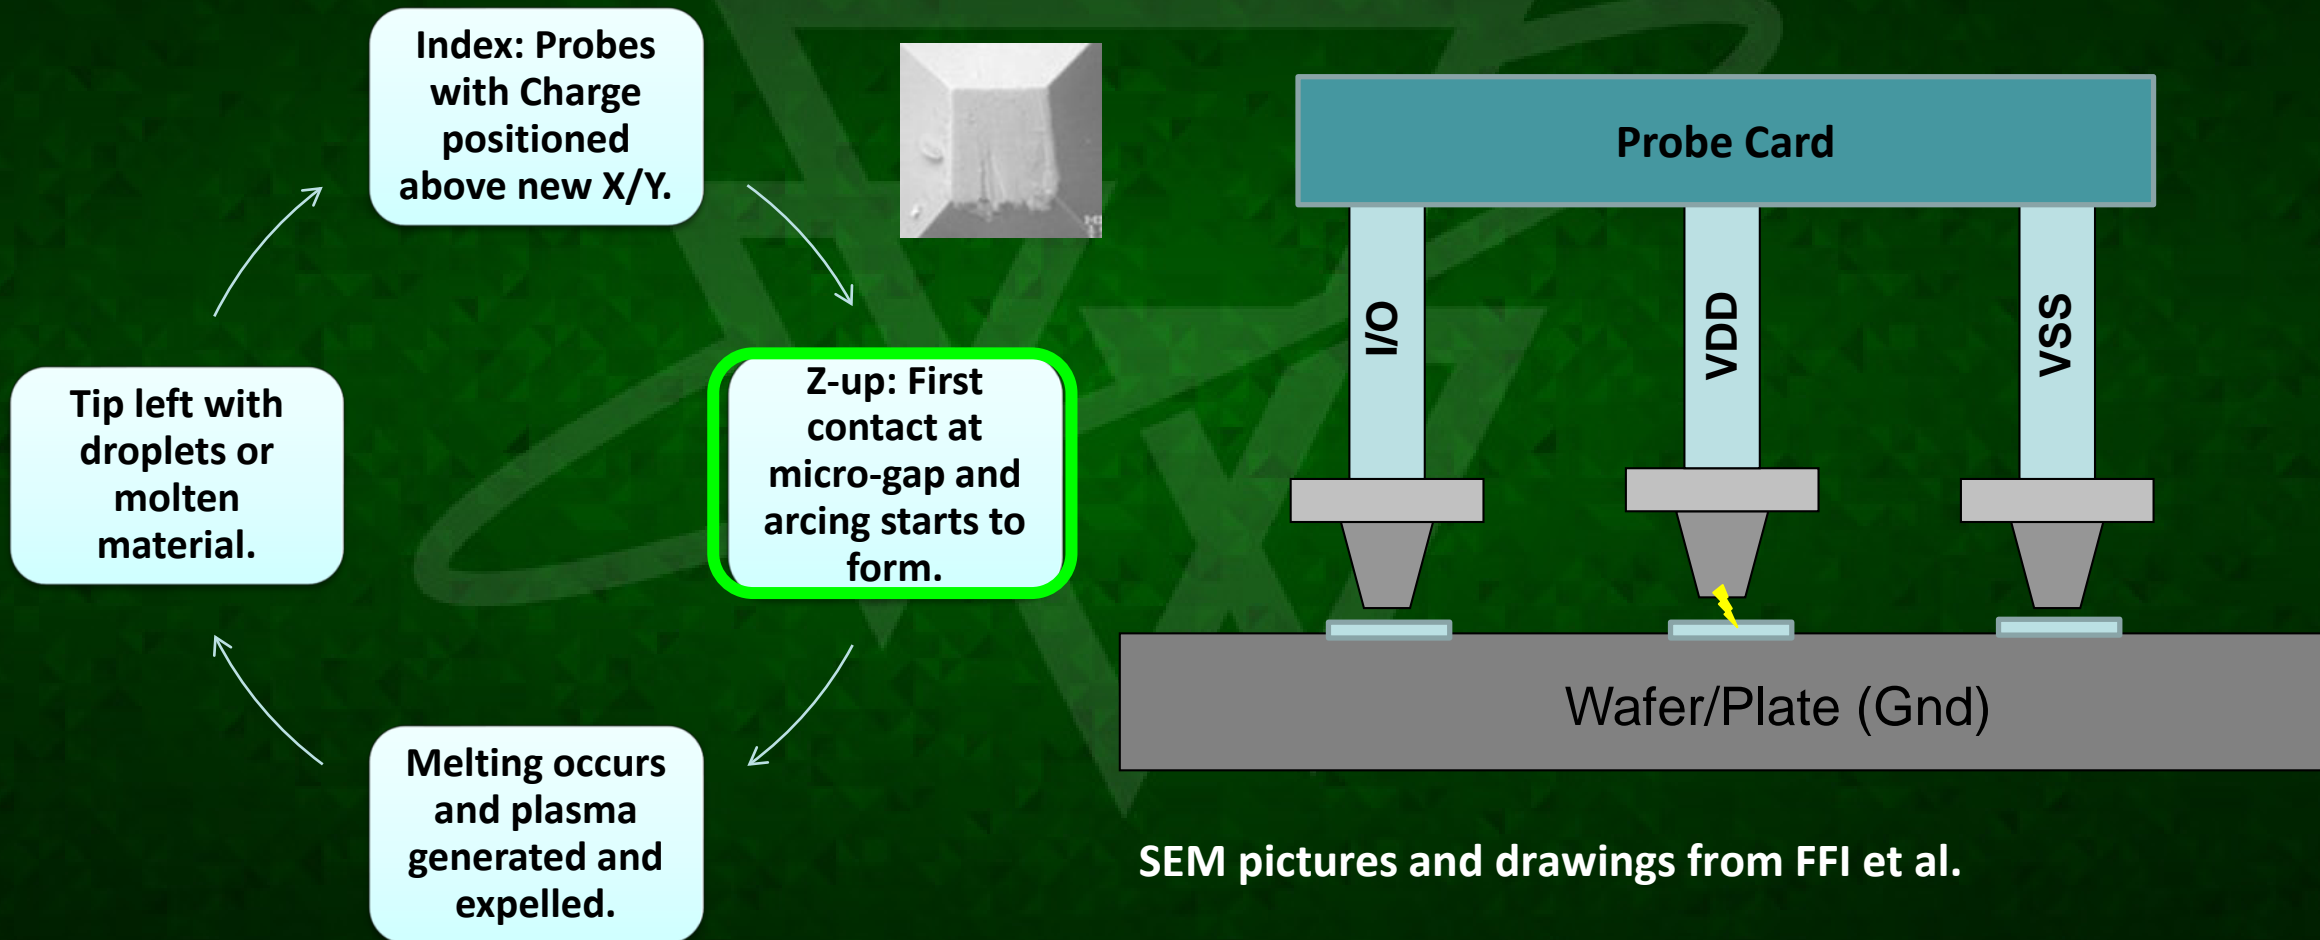 Index: Probes
with Charge
positioned
above new X/Y.
Z-up: First
contact at
micro-gap and
arcing starts to
form.
Melting occurs
and plasma
generated and
expelled.
Tip left with
droplets or
molten
material.
Probe Card
I/O
VDD
VSS
Wafer/Plate (Gnd)
SEM pictures and drawings from FFI et al.